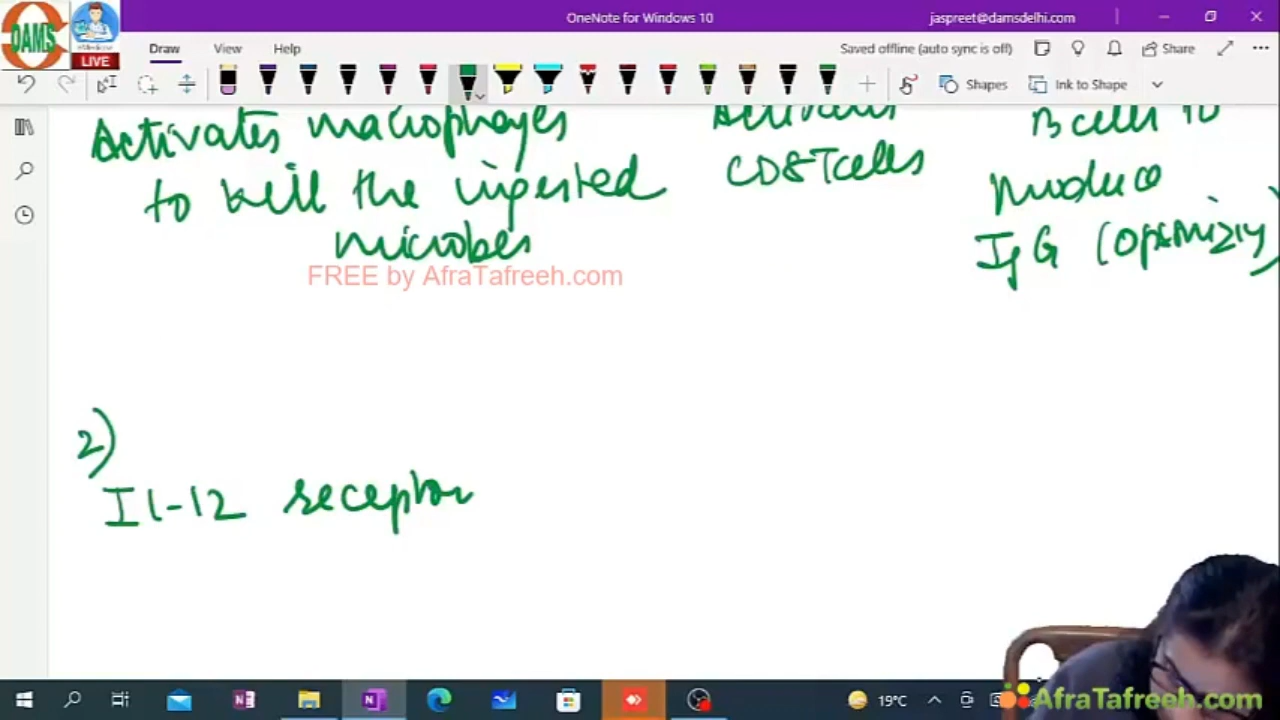 DAMS
eMedicoz
LIVE
OneNote for Windows 10
jaspreet@damsdelhi.com
Draw View Help
Saved offline (auto sync is off)
Share
Shapes
Ink to Shape
Activates macrophages
to kill the ingested
microbes
Activates
CD8 T cells
B cells to
produce
IgG (opsonizing)
FREE by AfraTafreeh.com
2)
Il-12 receptor
19°C
AfraTafreeh.com